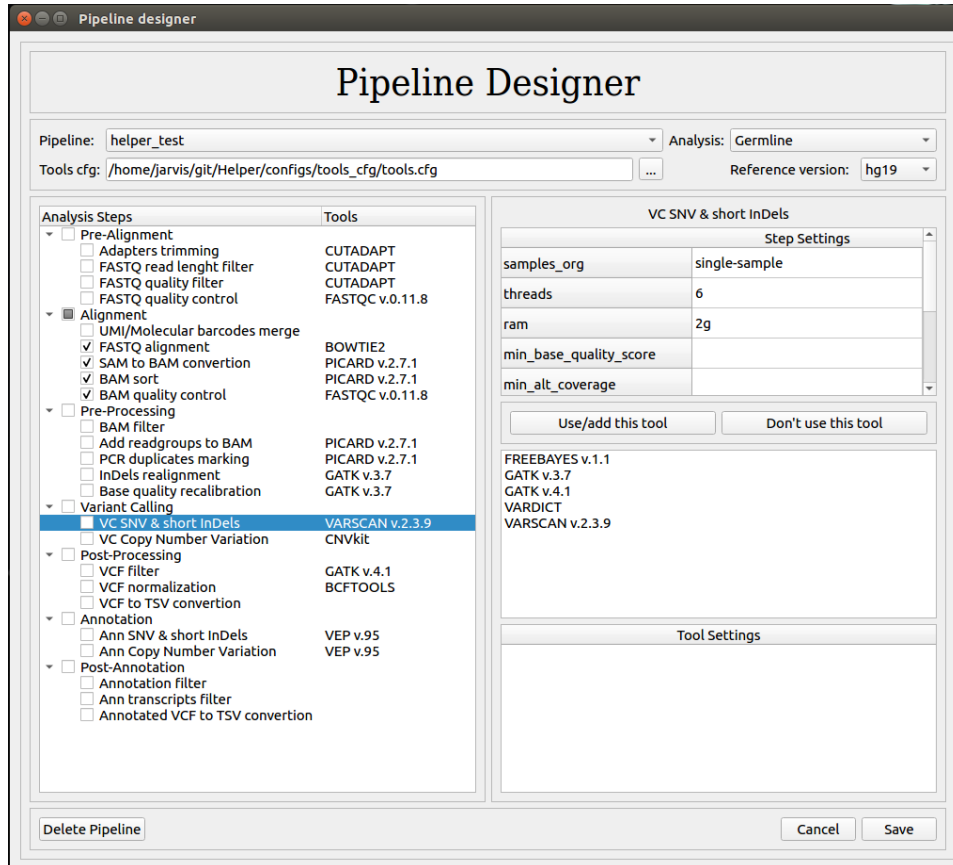 Pipeline designer
Pipeline Designer
Pipeline: helper_test Analysis: Germline
Tools cfg: /home/jarvis/git/Helper/configs/tools_cfg/tools.cfg ... Reference version: hg19
Analysis Steps Tools
Pre-Alignment
Adapters trimming CUTADAPT
FASTQ read lenght filter CUTADAPT
FASTQ quality filter CUTADAPT
FASTQ quality control FASTQC v.0.11.8
Alignment
UMI/Molecular barcodes merge
FASTQ alignment BOWTIE2
SAM to BAM convertion PICARD v.2.7.1
BAM sort PICARD v.2.7.1
BAM quality control FASTQC v.0.11.8
Pre-Processing
BAM filter
Add readgroups to BAM PICARD v.2.7.1
PCR duplicates marking PICARD v.2.7.1
InDels realignment GATK v.3.7
Base quality recalibration GATK v.3.7
Variant Calling
VC SNV & short InDels VARSCAN v.2.3.9
VC Copy Number Variation CNVkit
Post-Processing
VCF filter GATK v.4.1
VCF normalization BCFTOOLS
VCF to TSV convertion
Annotation
Ann SNV & short InDels VEP v.95
Ann Copy Number Variation VEP v.95
Post-Annotation
Annotation filter
Ann transcripts filter
Annotated VCF to TSV convertion
VC SNV & short InDels
Step Settings
samples_org single-sample
threads 6
ram 2g
min_base_quality_score
min_alt_coverage
Use/add this tool Don't use this tool
FREEBAYES v.1.1
GATK v.3.7
GATK v.4.1
VARDICT
VARSCAN v.2.3.9
Tool Settings
Delete Pipeline Cancel Save